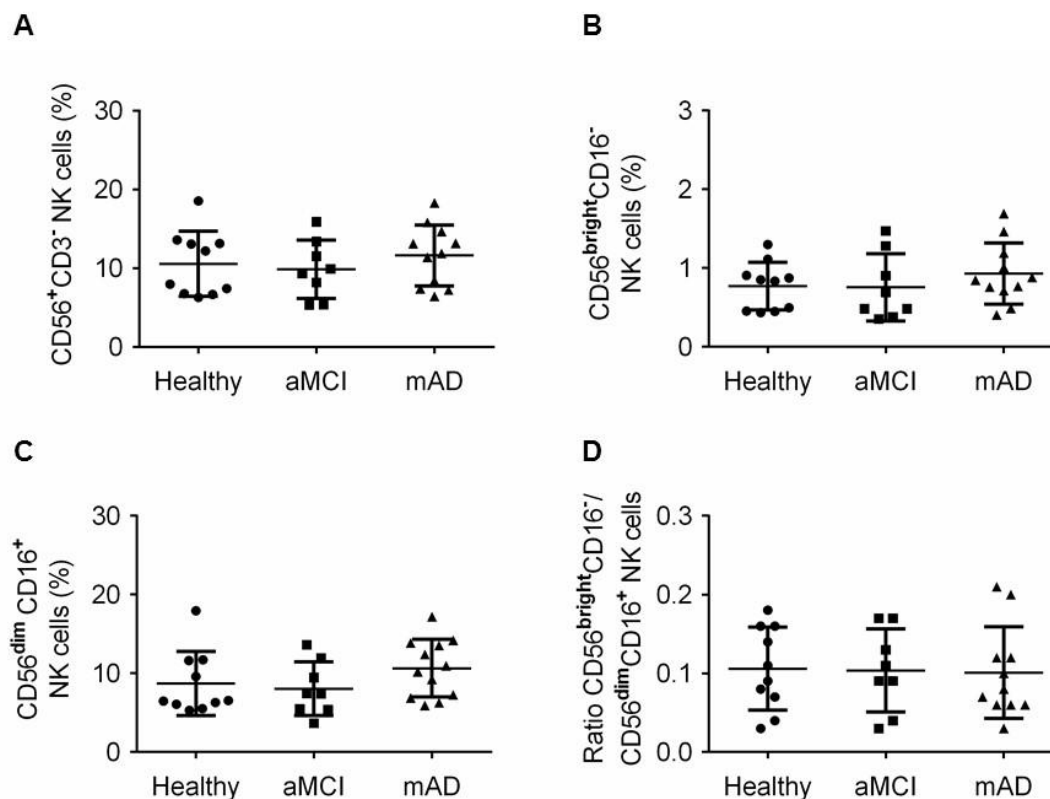 A
CD56⁺CD3⁻ NK cells (%)
30
20
10
0
Healthy aMCI mAD
B
CD56brightCD16⁻
NK cells (%)
3
2
1
0
Healthy aMCI mAD
C
CD56dim CD16⁺
NK cells (%)
30
20
10
0
Healthy aMCI mAD
D
Ratio CD56brightCD16⁻/
CD56dimCD16⁺ NK cells
0.3
0.2
0.1
0.0
Healthy aMCI mAD